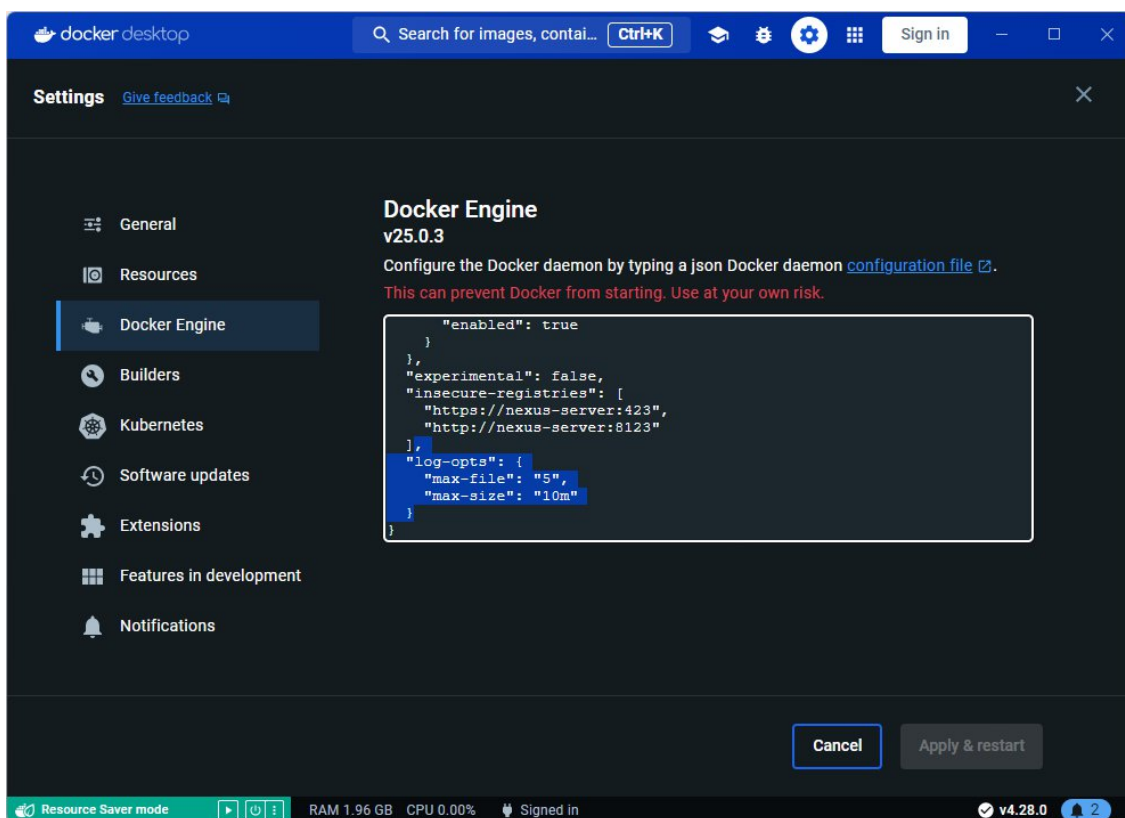 docker desktop
Search for images, contai... Ctrl+K
Sign in
Settings Give feedback
General
Resources
Docker Engine
Builders
Kubernetes
Software updates
Extensions
Features in development
Notifications
Docker Engine
v25.0.3
Configure the Docker daemon by typing a json Docker daemon configuration file.
This can prevent Docker from starting. Use at your own risk.
      "enabled": true
    }
  },
  "experimental": false,
  "insecure-registries": [
    "https://nexus-server:423",
    "http://nexus-server:8123"
  ],
  "log-opts": {
    "max-file": "5",
    "max-size": "10m"
  }
}
Cancel
Apply & restart
Resource Saver mode
RAM 1.96 GB CPU 0.00% Signed in
v4.28.0
2